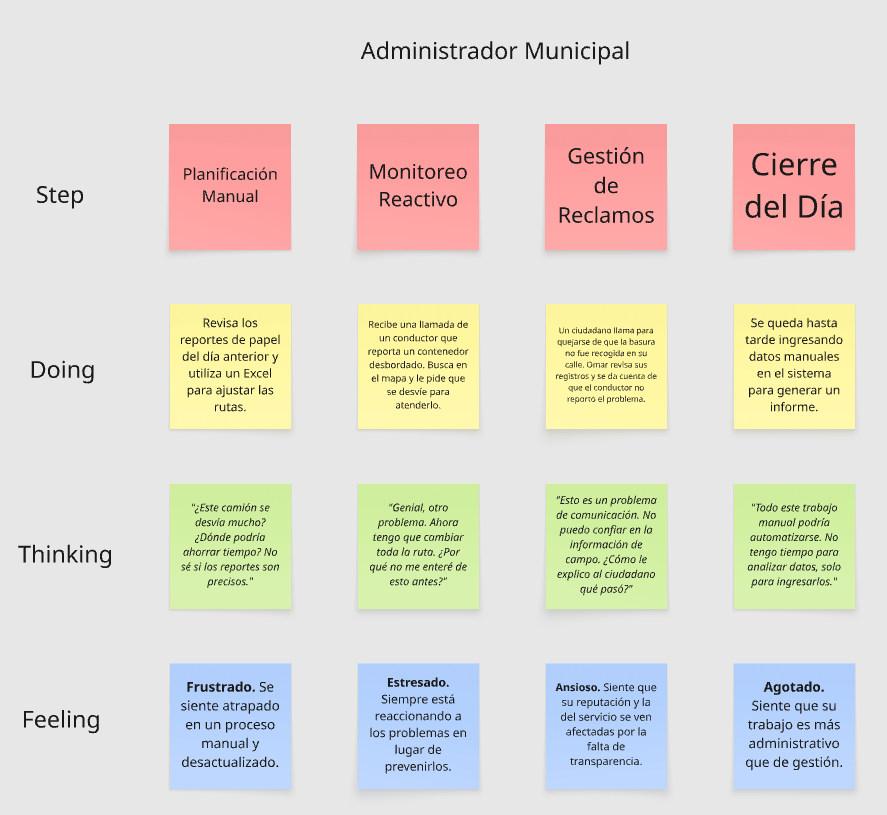 Administrador Municipal
Step
Planificación
Manual
Monitoreo
Reactivo
Gestión
de
Reclamos
Cierre
del Día
Doing
Revisa los
reportes de papel
del día anterior y
utiliza un Excel
para ajustar las
rutas.
Recibe una llamada de
un conductor que
reporta un contenedor
desbordado. Busca en
el mapa y le pide que
se desvíe para
atenderlo.
Un ciudadano llama para
quejarse de que la basura
no fue recogida en su
calle. Omar revisa sus
registros y se da cuenta de
que el conductor no
reporto el problema.
Se queda hasta
tarde ingresando
datos manuales
en el sistema
para generar un
informe.
Thinking
"¿Este camión se
desvía mucho?
¿Dónde podría
ahorrar tiempo? No
sé si los reportes son
precisos."
"Genial, otro
problema. Ahora
tengo que cambiar
toda la ruta. ¿Por
qué no me enteré de
esto antes?"
"Esto es un problema
de comunicación. No
puedo confiar en la
información de
campo. ¿Cómo le
explico al ciudadano
qué pasó?"
"Todo este trabajo
manual podría
automatizarse. No
tengo tiempo para
analizar datos, solo
para ingresarlos."
Feeling
Frustrado. Se
siente atrapado
en un proceso
manual y
desactualizado.
Estresado.
Siempre está
reaccionando a
los problemas en
lugar de
prevenirlos.
Ansioso. Siente que
su reputación y la
del servicio se ven
afectadas por la
falta de
transparencia.
Agotado.
Siente que su
trabajo es más
administrativo
que de gestión.